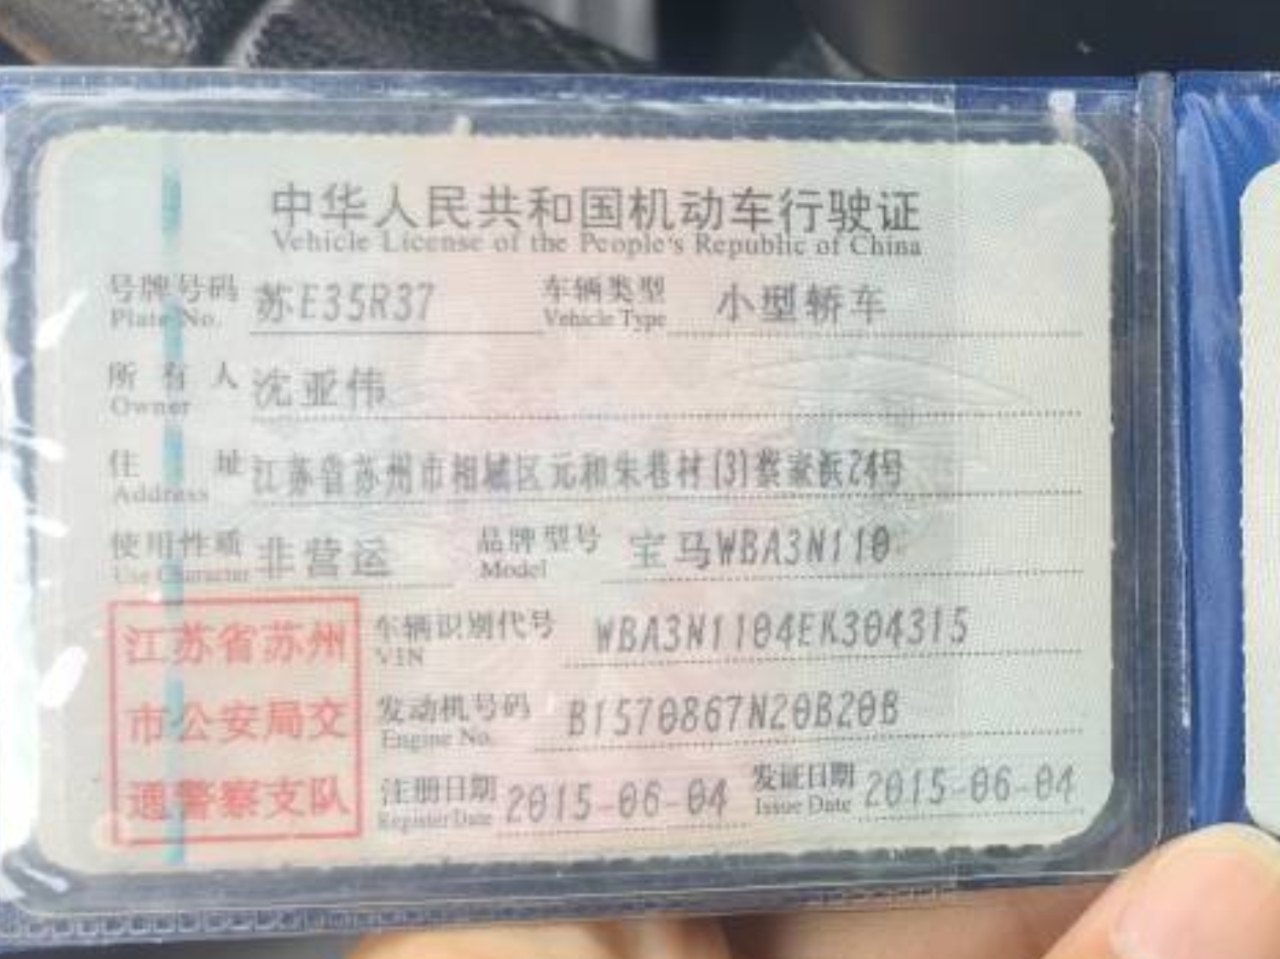 中华人民共和国机动车行驶证
Vehicle License of the People's Republic of China
号牌号码 苏E35R37 车辆类型 小型轿车
Plate No. Vehicle Type
所有人 沈亚伟
Owner
住址 江苏省苏州市相城区元和朱巷村(3)蔡家浜24号
Address
使用性质 非营运 品牌型号 宝马WBA3N110
Use Character Model
江苏省苏州 车辆识别代号 WBA3N1104EK304315
VIN
市公安局交 发动机号码 B1570867N20B20B
Engine No.
通警察支队 注册日期 2015-06-04 发证日期 2015-06-04
Register Date Issue Date